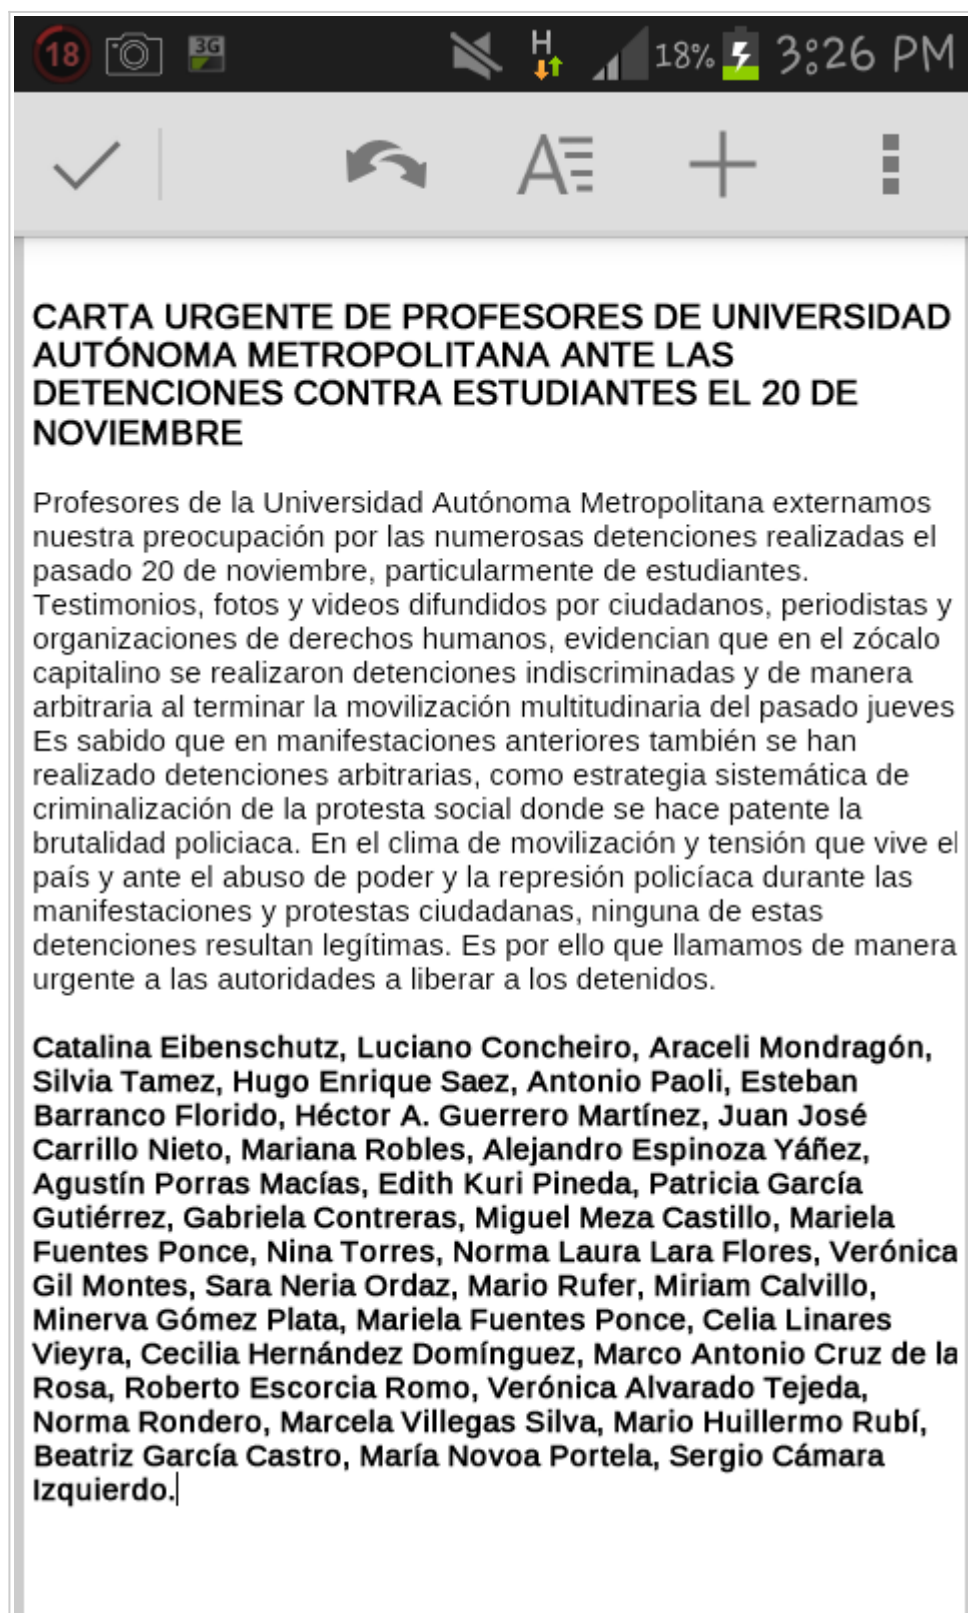 18 3G H 18% 3:26 PM
A
CARTA URGENTE DE PROFESORES DE UNIVERSIDAD
AUTÓNOMA METROPOLITANA ANTE LAS
DETENCIONES CONTRA ESTUDIANTES EL 20 DE
NOVIEMBRE
Profesores de la Universidad Autónoma Metropolitana externamos
nuestra preocupación por las numerosas detenciones realizadas el
pasado 20 de noviembre, particularmente de estudiantes.
Testimonios, fotos y videos difundidos por ciudadanos, periodistas y
organizaciones de derechos humanos, evidencian que en el zócalo
capitalino se realizaron detenciones indiscriminadas y de manera
arbitraria al terminar la movilización multitudinaria del pasado jueves
Es sabido que en manifestaciones anteriores también se han
realizado detenciones arbitrarias, como estrategia sistemática de
criminalización de la protesta social donde se hace patente la
brutalidad policiaca. En el clima de movilización y tensión que vive el
país y ante el abuso de poder y la represión policíaca durante las
manifestaciones y protestas ciudadanas, ninguna de estas
detenciones resultan legítimas. Es por ello que llamamos de manera
urgente a las autoridades a liberar a los detenidos.
Catalina Eibenschutz, Luciano Concheiro, Araceli Mondragón,
Silvia Tamez, Hugo Enrique Saez, Antonio Paoli, Esteban
Barranco Florido, Héctor A. Guerrero Martínez, Juan José
Carrillo Nieto, Mariana Robles, Alejandro Espinoza Yáñez,
Agustín Porras Macías, Edith Kuri Pineda, Patricia García
Gutiérrez, Gabriela Contreras, Miguel Meza Castillo, Mariela
Fuentes Ponce, Nina Torres, Norma Laura Lara Flores, Verónica
Gil Montes, Sara Neria Ordaz, Mario Rufer, Miriam Calvillo,
Minerva Gómez Plata, Mariela Fuentes Ponce, Celia Linares
Vieyra, Cecilia Hernández Domínguez, Marco Antonio Cruz de la
Rosa, Roberto Escorcia Romo, Verónica Alvarado Tejeda,
Norma Rondero, Marcela Villegas Silva, Mario Huillermo Rubí,
Beatriz García Castro, María Novoa Portela, Sergio Cámara
Izquierdo.